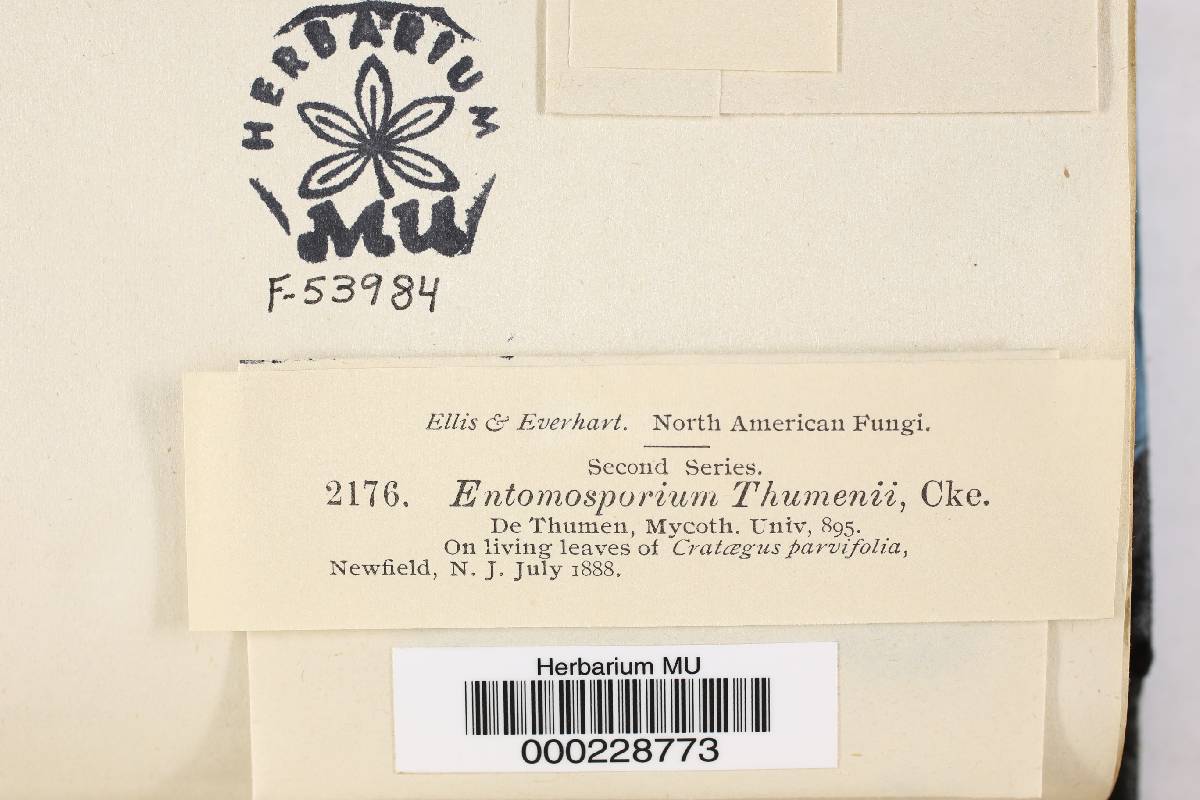 HERBARIUM
MU
F-53984
Ellis & Everhart. North American Fungi.
Second Series.
2176. Entomosporium Thumenii, Cke.
De Thumen, Mycoth. Univ, 895.
On living leaves of Cratægus parvifolia,
Newfield, N. J. July 1888.
Herbarium MU
000228773